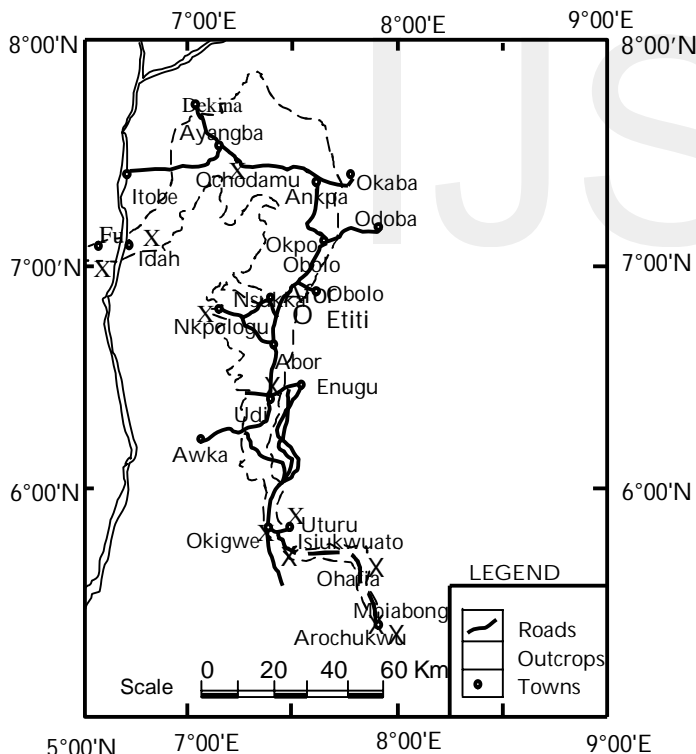 IJS
7°00'E 8°00'E 9°00'E
8°00'N 8°00'N
Dekina
Ayangba
Ochodamu Okaba
Itobe Ankpa
Odoba
Fu Okpo
X X X
Idah
7°00'N Obolo 7°00'N
Nsukka Afor Obolo
X O Etiti
Nkpologu
Abor
X Enugu
Udi
Awka
6°00'N 6°00'N
X Uturu
Okigwe X Isiukwuato
X X
Ohafia
LEGEND
Mbiabong
Arochukwu X X
Roads
Outcrops
Towns
0 20 40 60 Km
Scale
5°00'N 7°00'E 8°00'E 9°00'E